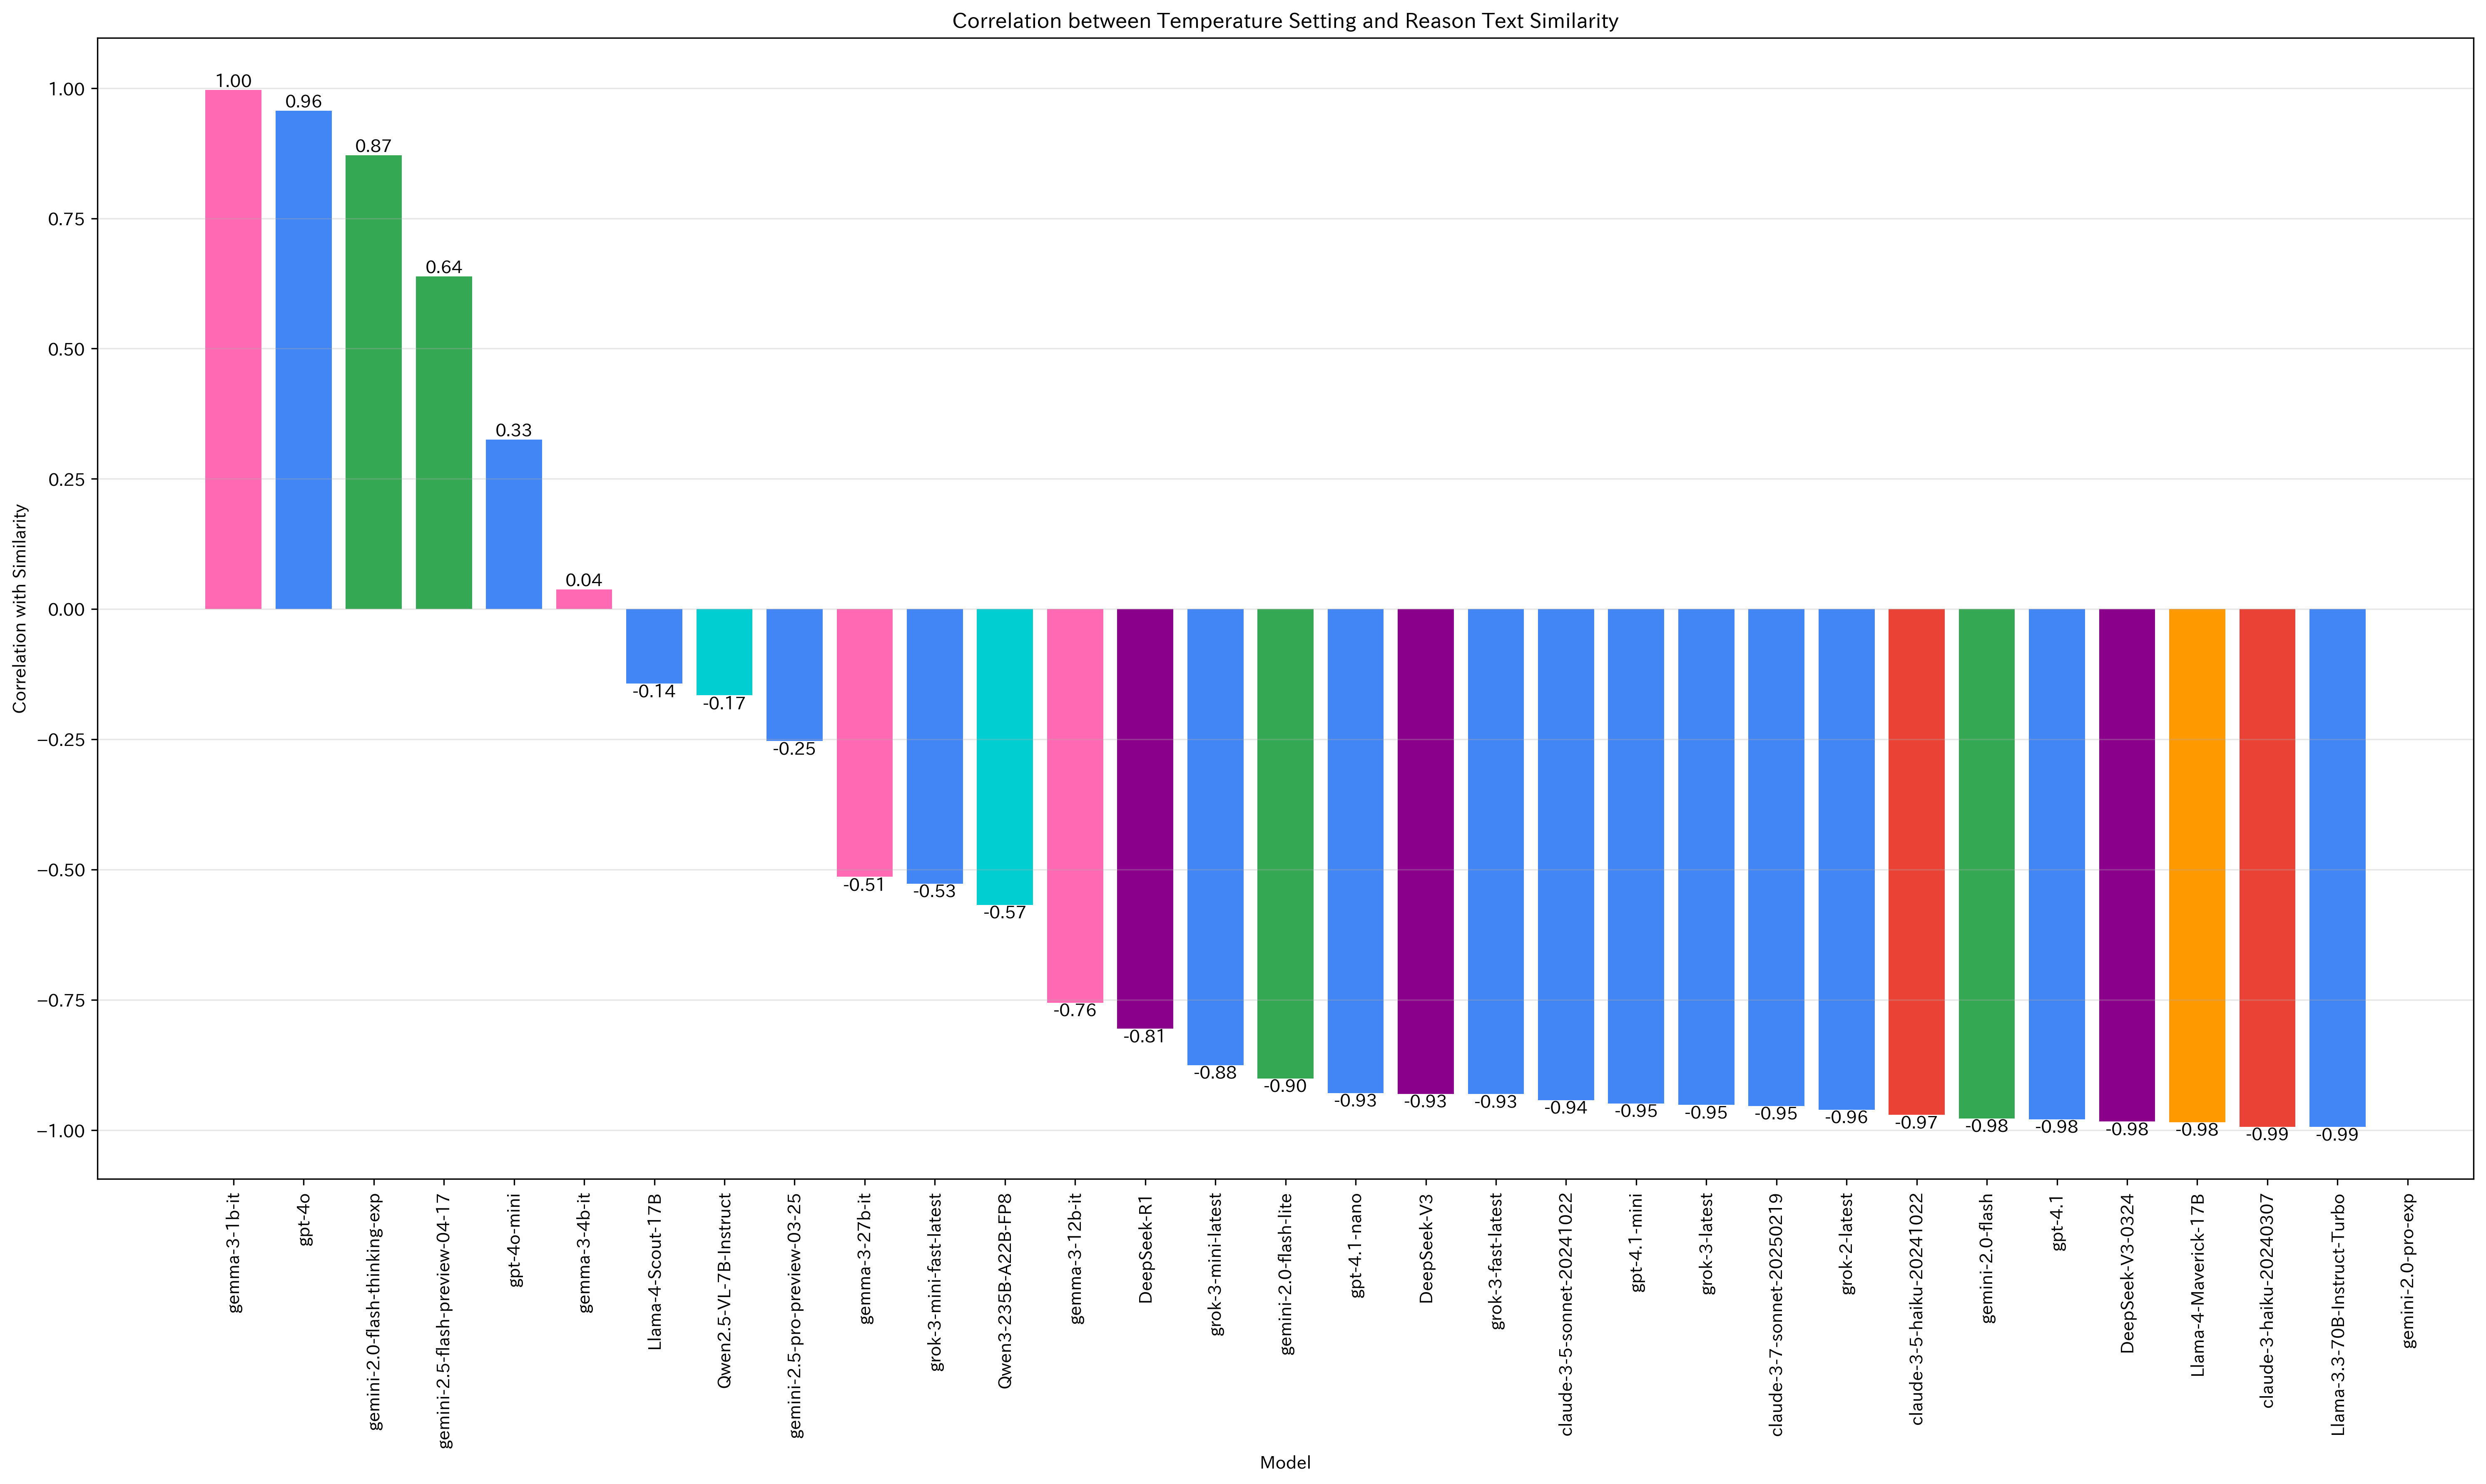 Correlation between Temperature Setting and Reason Text Similarity
Correlation with Similarity
1.00
0.75
0.50
0.25
0.00
−0.25
−0.50
−0.75
−1.00
1.00
0.96
0.87
0.64
0.33
0.04
-0.14
-0.17
-0.25
-0.51
-0.53
-0.57
-0.76
-0.81
-0.88
-0.90
-0.93
-0.93
-0.93
-0.94
-0.95
-0.95
-0.95
-0.96
-0.97
-0.98
-0.98
-0.98
-0.98
-0.99
-0.99
gemma-3-1b-it
gpt-4o
gemini-2.0-flash-thinking-exp
gemini-2.5-flash-preview-04-17
gpt-4o-mini
gemma-3-4b-it
Llama-4-Scout-17B
Qwen2.5-VL-7B-Instruct
gemini-2.5-pro-preview-03-25
gemma-3-27b-it
grok-3-mini-fast-latest
Qwen3-235B-A22B-FP8
gemma-3-12b-it
DeepSeek-R1
grok-3-mini-latest
gemini-2.0-flash-lite
gpt-4.1-nano
DeepSeek-V3
grok-3-fast-latest
claude-3-5-sonnet-20241022
gpt-4.1-mini
grok-3-latest
claude-3-7-sonnet-20250219
grok-2-latest
claude-3-5-haiku-20241022
gemini-2.0-flash
gpt-4.1
DeepSeek-V3-0324
Llama-4-Maverick-17B
claude-3-haiku-20240307
Llama-3.3-70B-Instruct-Turbo
gemini-2.0-pro-exp
Model